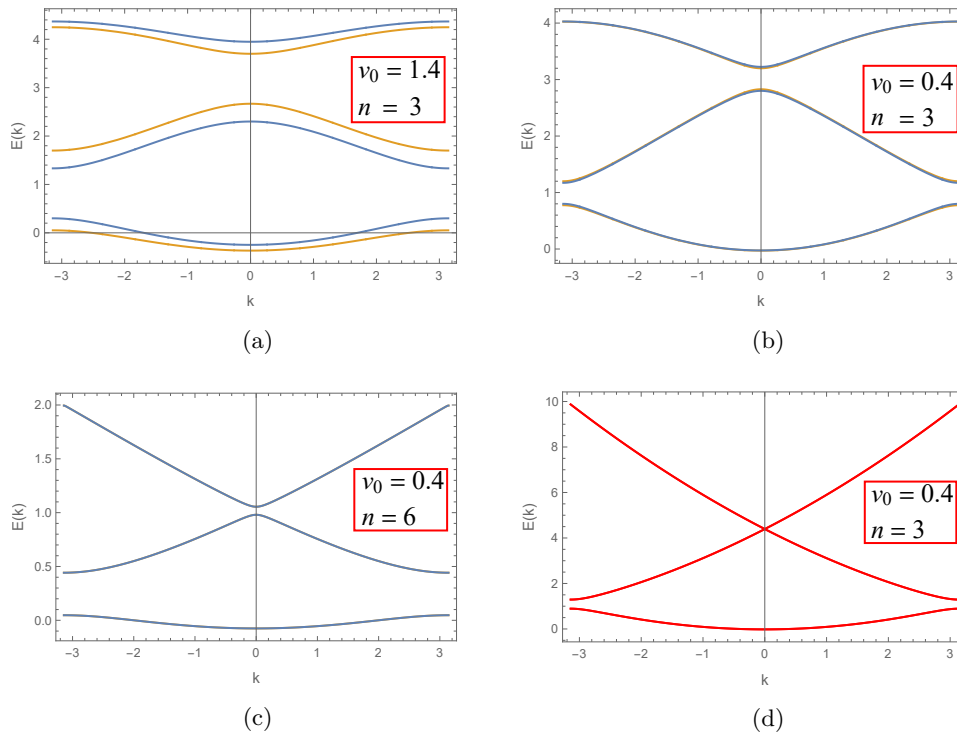 E(k)
4
3
2
1
0
v₀ = 1.4
n = 3
−3 −2 −1 0 1 2 3
k
(a)
E(k)
4
3
2
1
0
v₀ = 0.4
n = 3
−3 −2 −1 0 1 2 3
k
(b)
E(k)
2.0
1.5
1.0
0.5
0.0
v₀ = 0.4
n = 6
−3 −2 −1 0 1 2 3
k
(c)
E(k)
10
8
6
4
2
0
v₀ = 0.4
n = 3
−3 −2 −1 0 1 2 3
k
(d)